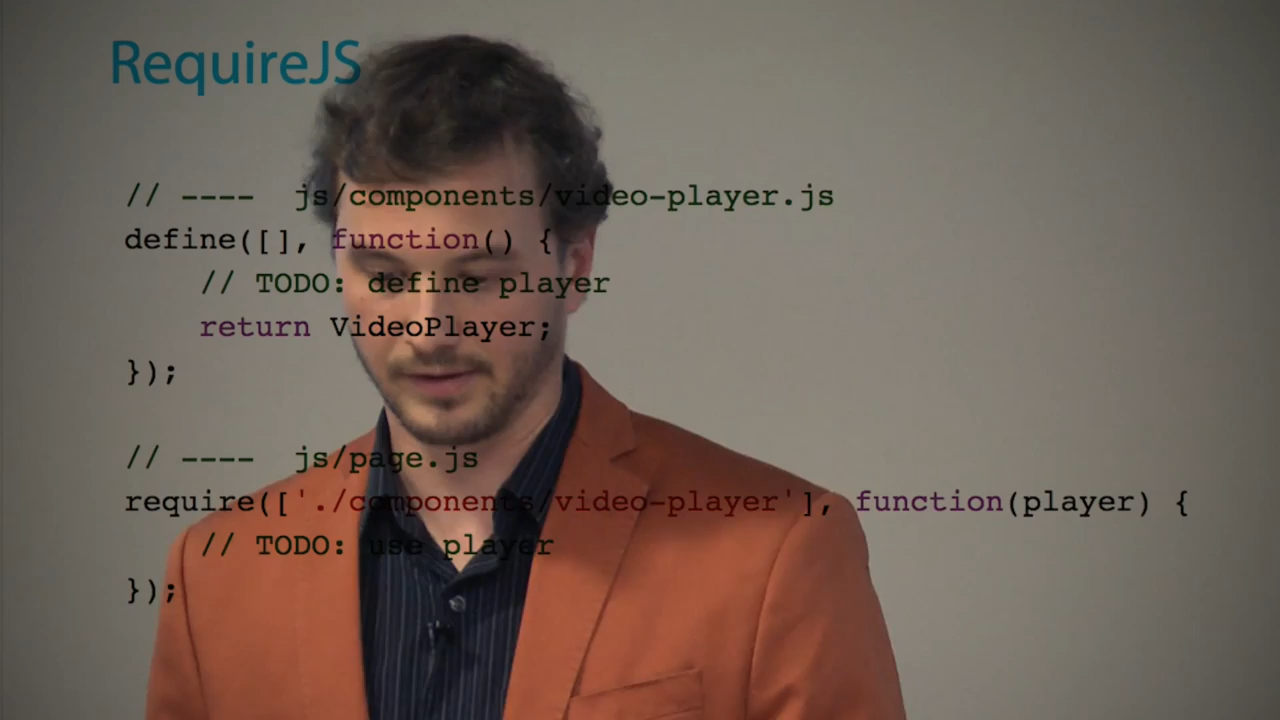 RequireJS
// ----  js/components/video-player.js
define([], function() {
    // TODO: define player
    return VideoPlayer;
});
// ----  js/page.js
require(['./components/video-player'], function(player) {
    // TODO: use player
});